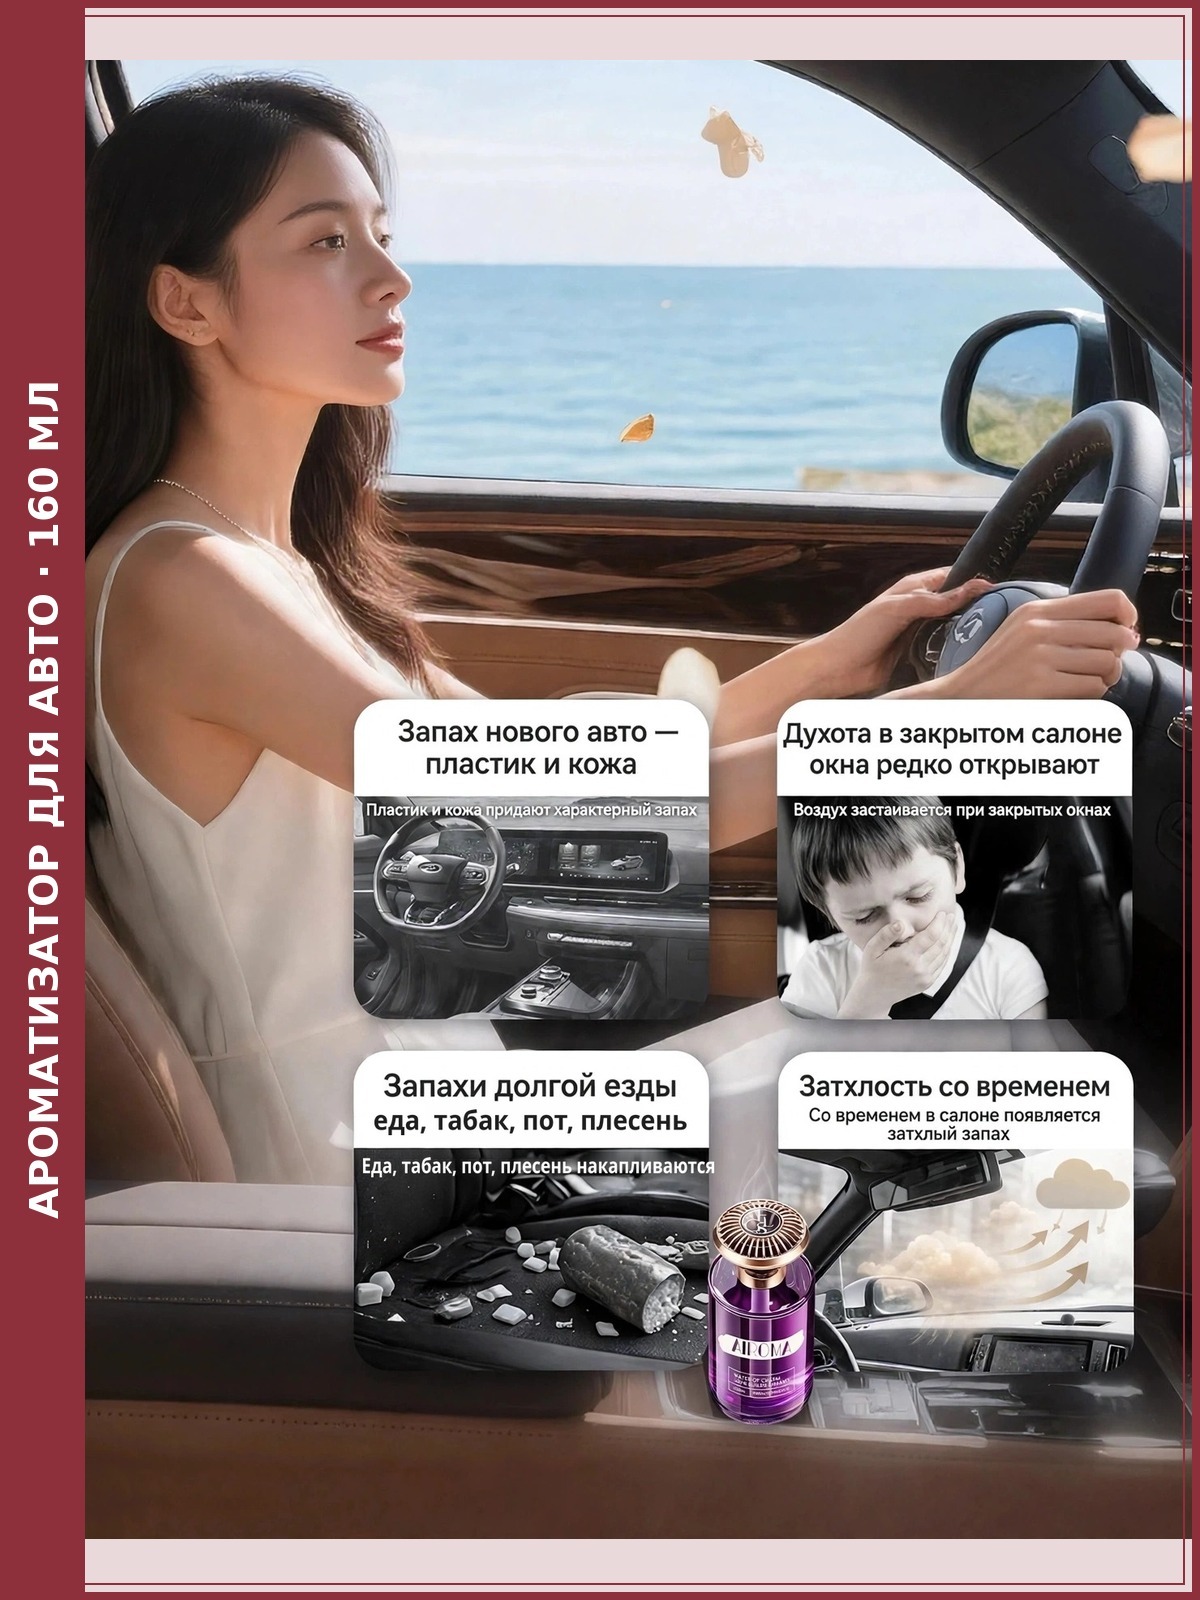 АРОМАТИЗАТОР ДЛЯ АВТО · 160 МЛ
Запах нового авто —
пластик и кожа
Пластик и кожа придают характерный запах
Духота в закрытом салоне
окна редко открывают
Воздух застаивается при закрытых окнах
Запахи долгой езды
еда, табак, пот, плесень
Еда, табак, пот, плесень накапливаются
Затхлость со временем
Со временем в салоне появляется
затхлый запах
AIROMA